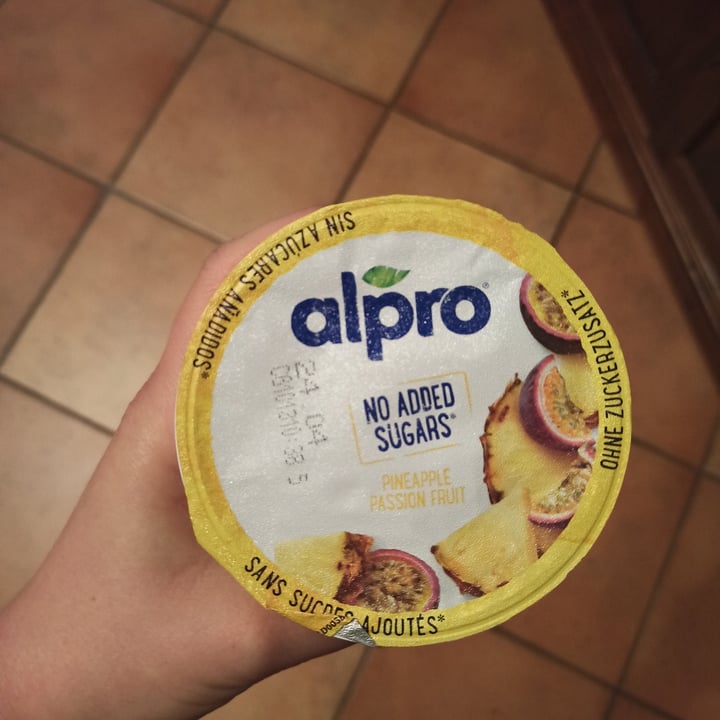 SIN AZÚCARES AÑADIDOS*
alpro®
24 04
NO ADDED
SUGARS*
PINEAPPLE
PASSION FRUIT
OHNE ZUCKERZUSATZ*
SANS SUCRES AJOUTÉS*